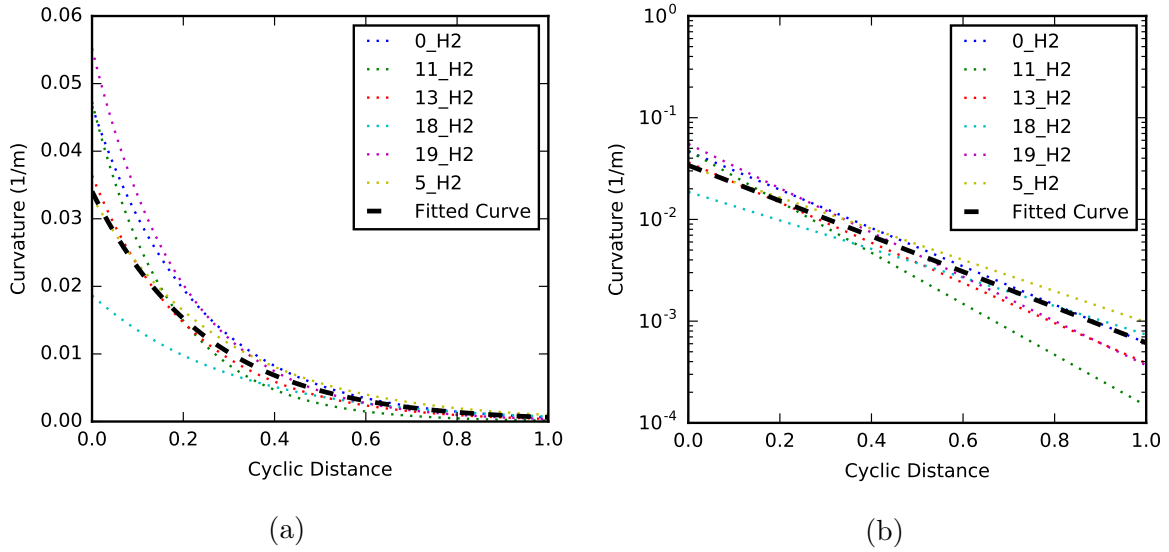 0.06
0.05
0.04
0.03
0.02
0.01
0.00
Curvature (1/m)
0.0 0.2 0.4 0.6 0.8 1.0
Cyclic Distance
0_H2
11_H2
13_H2
18_H2
19_H2
5_H2
Fitted Curve
(a)
10^0
10^-1
10^-2
10^-3
10^-4
Curvature (1/m)
0.0 0.2 0.4 0.6 0.8 1.0
Cyclic Distance
0_H2
11_H2
13_H2
18_H2
19_H2
5_H2
Fitted Curve
(b)